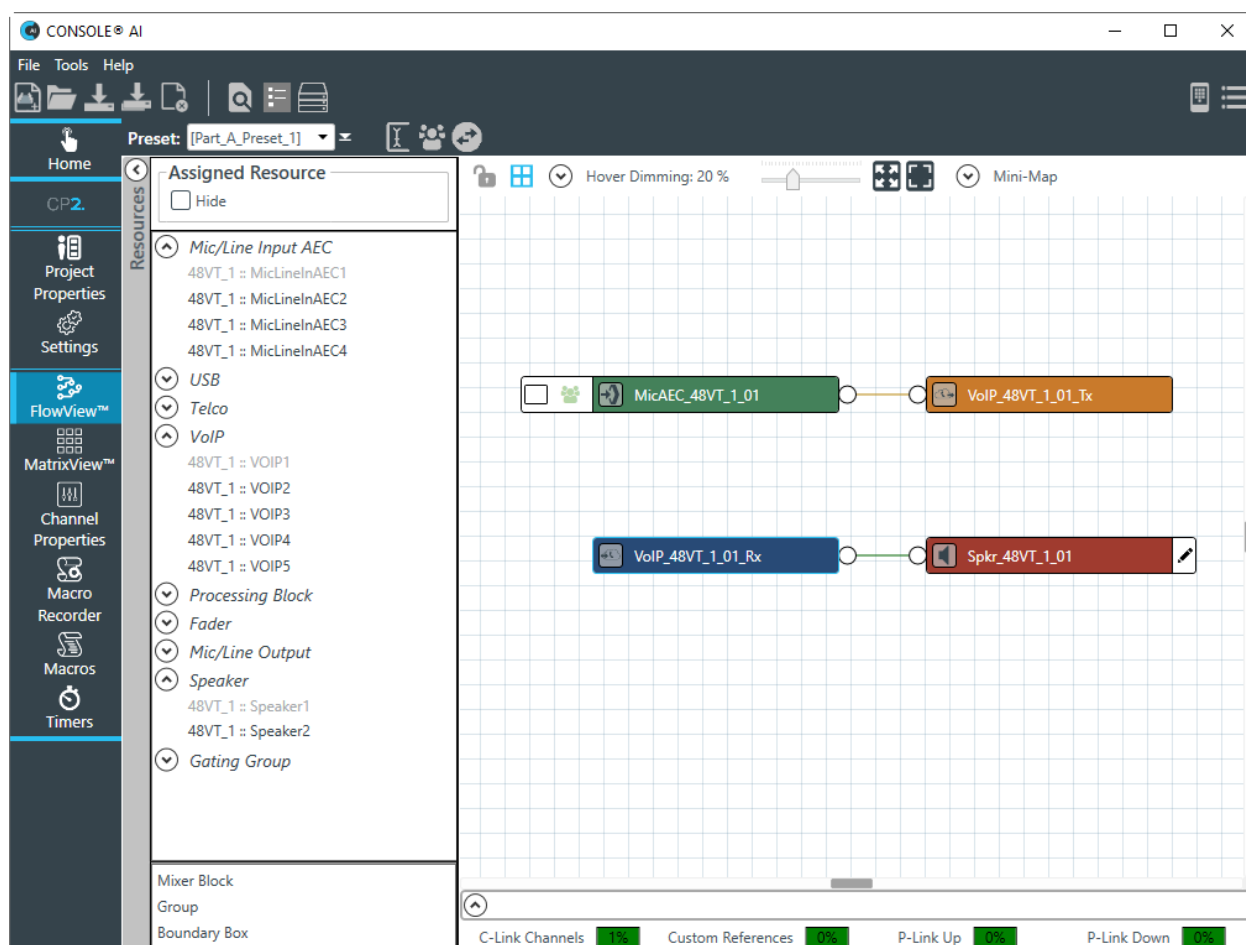 CONSOLE® AI
File Tools Help
Preset: [Part_A_Preset_1]
Home
CP2.
Project
Properties
Settings
FlowView™
MatrixView™
Channel
Properties
Macro
Recorder
Macros
Timers
Resources
Assigned Resource
Hide
Mic/Line Input AEC
48VT_1 :: MicLineInAEC1
48VT_1 :: MicLineInAEC2
48VT_1 :: MicLineInAEC3
48VT_1 :: MicLineInAEC4
USB
Telco
VoIP
48VT_1 :: VOIP1
48VT_1 :: VOIP2
48VT_1 :: VOIP3
48VT_1 :: VOIP4
48VT_1 :: VOIP5
Processing Block
Fader
Mic/Line Output
Speaker
48VT_1 :: Speaker1
48VT_1 :: Speaker2
Gating Group
Mixer Block
Group
Boundary Box
Hover Dimming: 20 %
Mini-Map
MicAEC_48VT_1_01
VoIP_48VT_1_01_Tx
VoIP_48VT_1_01_Rx
Spkr_48VT_1_01
C-Link Channels 1% Custom References 0% P-Link Up 0% P-Link Down 0%